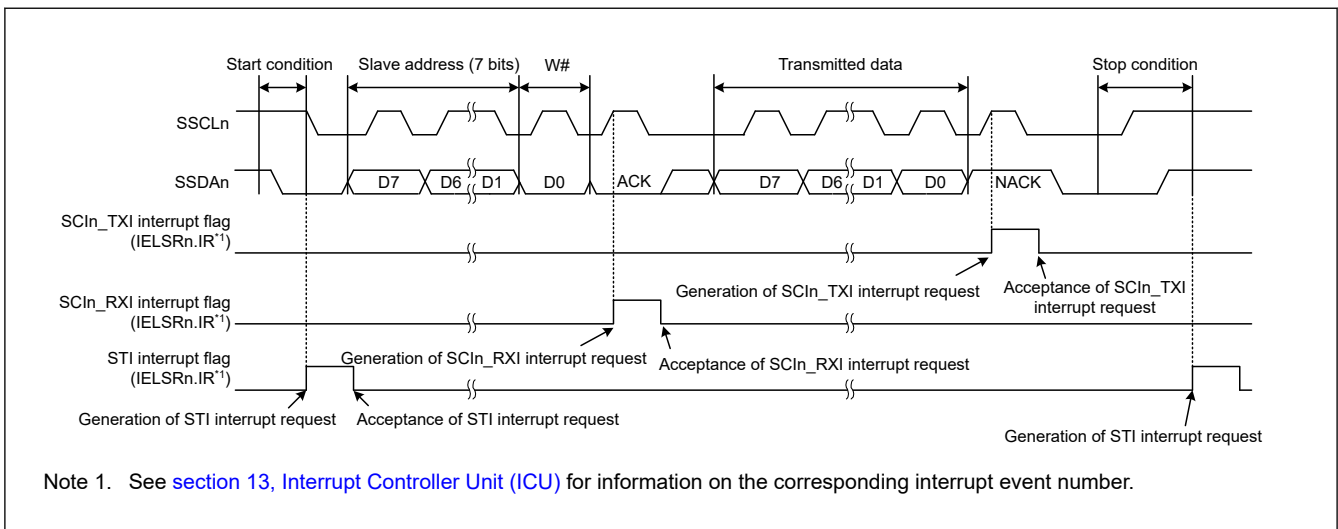 Start condition Slave address (7 bits) W# Transmitted data Stop condition
SSCLn
SSDAn D7 D6 D1 D0 ACK D7 D6 D1 D0 NACK
SCIn_TXI interrupt flag
(IELSRn.IR*1)
Generation of SCIn_TXI interrupt request
Acceptance of SCIn_TXI
interrupt request
SCIn_RXI interrupt flag
(IELSRn.IR*1)
Generation of SCIn_RXI interrupt request
Acceptance of SCIn_RXI interrupt request
STI interrupt flag
(IELSRn.IR*1)
Generation of STI interrupt request
Acceptance of STI interrupt request
Generation of STI interrupt request
Note 1. See section 13, Interrupt Controller Unit (ICU) for information on the corresponding interrupt event number.